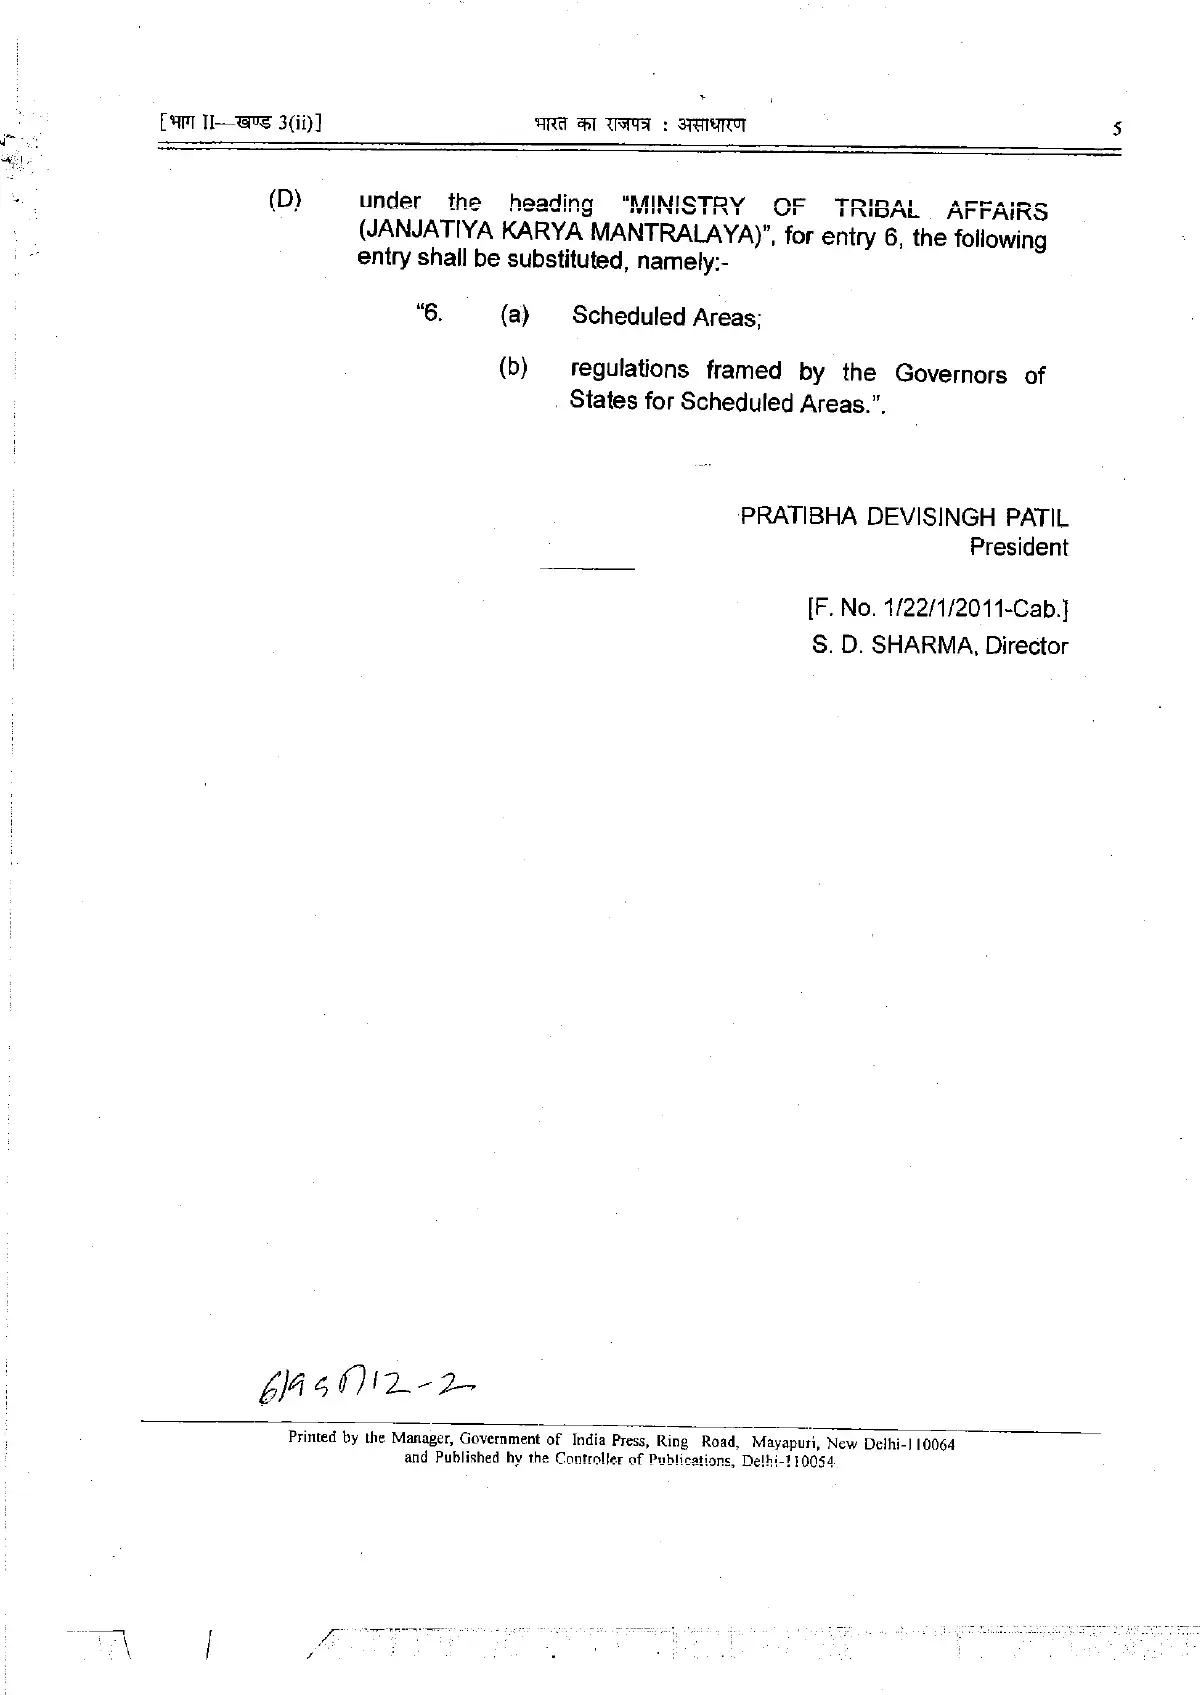 [भाग II—खण्ड 3(ii)] भारत का राजपत्र : असाधारण 5
(D) under the heading "MINISTRY OF TRIBAL AFFAIRS
(JANJATIYA KARYA MANTRALAYA)", for entry 6, the following
entry shall be substituted, namely:-
"6. (a) Scheduled Areas;
(b) regulations framed by the Governors of
States for Scheduled Areas.".
PRATIBHA DEVISINGH PATIL
President
[F. No. 1/22/1/2011-Cab.]
S. D. SHARMA, Director
Printed by the Manager, Government of India Press, Ring Road, Mayapuri, New Delhi-110064
and Published by the Controller of Publications, Delhi-110054